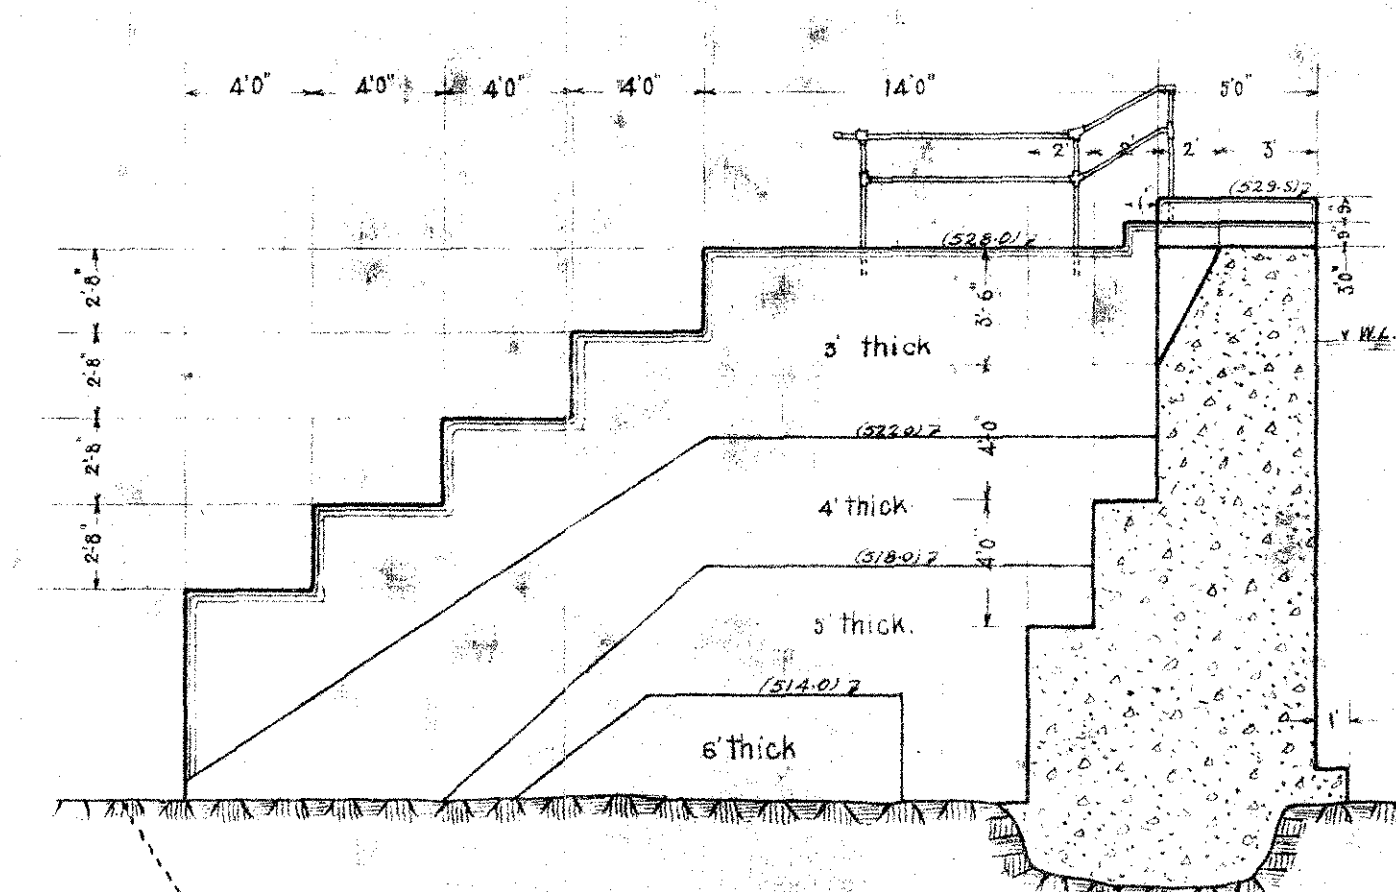 4'0" 4'0" 4'0" 4'0" 14'0" 5'0"
2' 2' 2' 3'
1'
(529.5)
9"
(528.0)
9"
2'-8"
3'-6"
3'0"
2'-8"
3' thick
W.L.
(522.0)
4'-0"
2'-8"
4' thick
2'-8"
(518.0)
4'0"
5' thick.
(514.0)
6' thick
1'